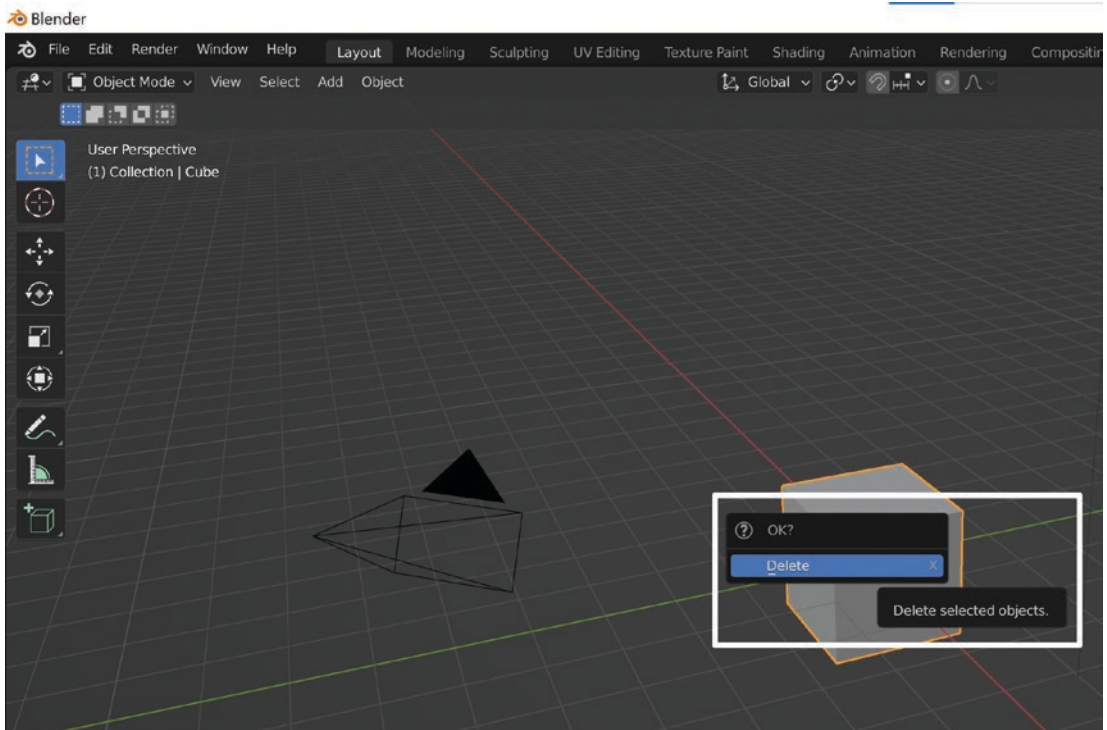 Blender
File Edit Render Window Help Layout Modeling Sculpting UV Editing Texture Paint Shading Animation Rendering Compositin
Object Mode View Select Add Object Global
User Perspective
(1) Collection | Cube
OK?
Delete X
Delete selected objects.